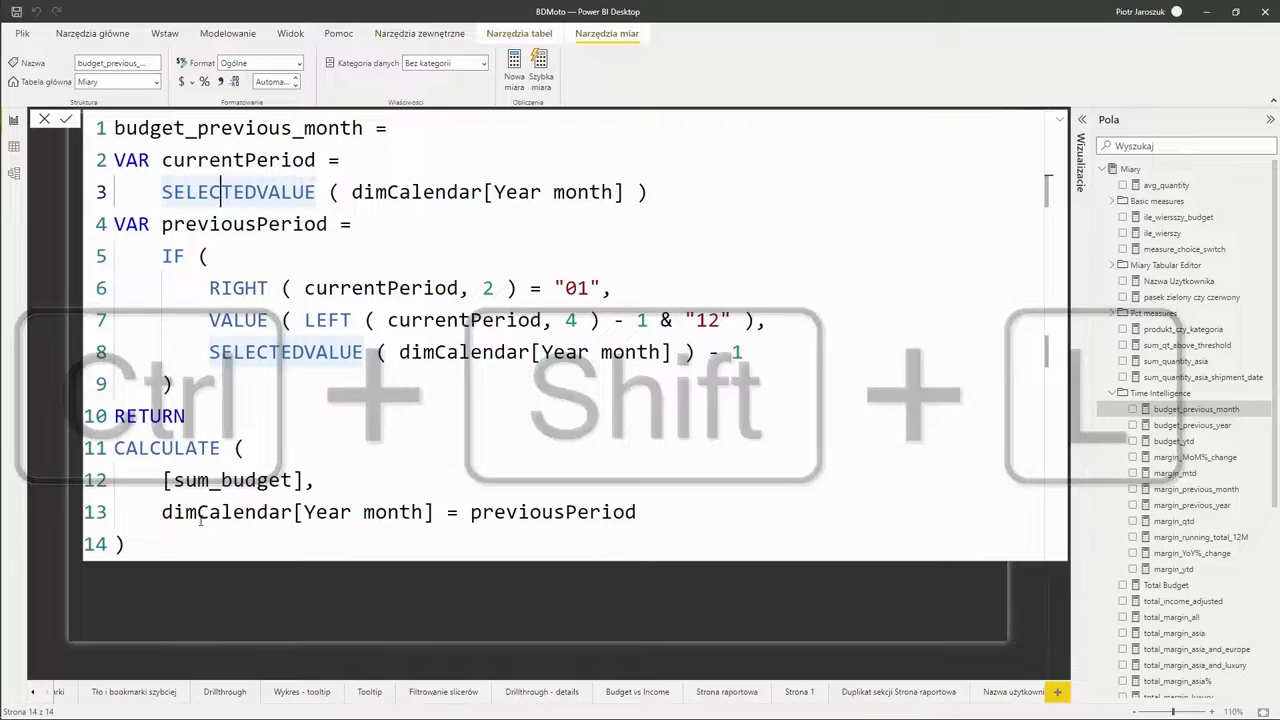 BDMoto — Power BI Desktop
Piotr Jaroszuk
Plik
Narzędzia główne
Wstaw
Modelowanie
Widok
Pomoc
Narzędzia zewnętrzne
Narzędzia tabel
Narzędzia miar
Nazwa
budget_previous_...
Tabela główna
Miary
Struktura
Format
Ogólne
$ % Automa...
Formatowanie
Kategoria danych
Bez kategorii
Właściwości
Nowa
miara
Szybka
miara
Obliczenia
1 budget_previous_month =
2 VAR currentPeriod =
3 SELECTEDVALUE ( dimCalendar[Year month] )
4 VAR previousPeriod =
5 IF (
6 RIGHT ( currentPeriod, 2 ) = "01",
7 VALUE ( LEFT ( currentPeriod, 4 ) - 1 & "12" ),
8 SELECTEDVALUE ( dimCalendar[Year month] ) - 1
9 )
10 RETURN
11 CALCULATE (
12 [sum_budget],
13 dimCalendar[Year month] = previousPeriod
14 )
Ctrl + Shift + L
Wizualizacje
Pola
Wyszukaj
Miary
avg_quantity
Basic measures
ile_wierszsy_budget
ile_wierszy
measure_choice_switch
Miary Tabular Editor
Nazwa Uzytkownika
pasek zielony czy czerwony
Pct measures
produkt_czy_kategoria
sum_qt_above_threshold
sum_quantity_asia
sum_quantity_asia_shipment_date
Time Intelligence
budget_previous_month
budget_previous_year
budget_ytd
margin_MoM%_change
margin_mtd
margin_previous_month
margin_previous_year
margin_qtd
margin_running_total_12M
margin_YoY%_change
margin_ytd
Total Budget
total_income_adjusted
total_margin_all
total_margin_asia
total_margin_asia_and_europe
total_margin_asia_and_luxury
total_margin_asia%
total_margin_luxury
Tło i bookmarki szybciej
Drillthrough
Wykres - tooltip
Tooltip
Filtrowanie slicerów
Drillthrough - details
Budget vs Income
Strona raportowa
Strona 1
Duplikat sekcji Strona raportowa
Nazwa użytkowni
Strona 14 z 14
110%